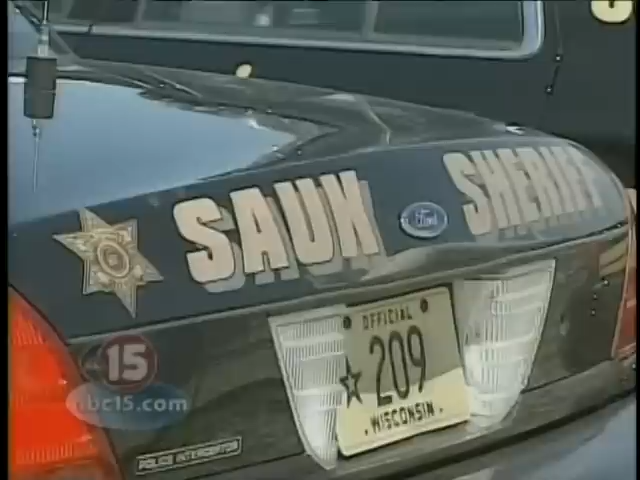 SAUK
Ford
SHERIFF
OFFICIAL
209
WISCONSIN
15
nbc15.com
POLICE INTERCEPTOR